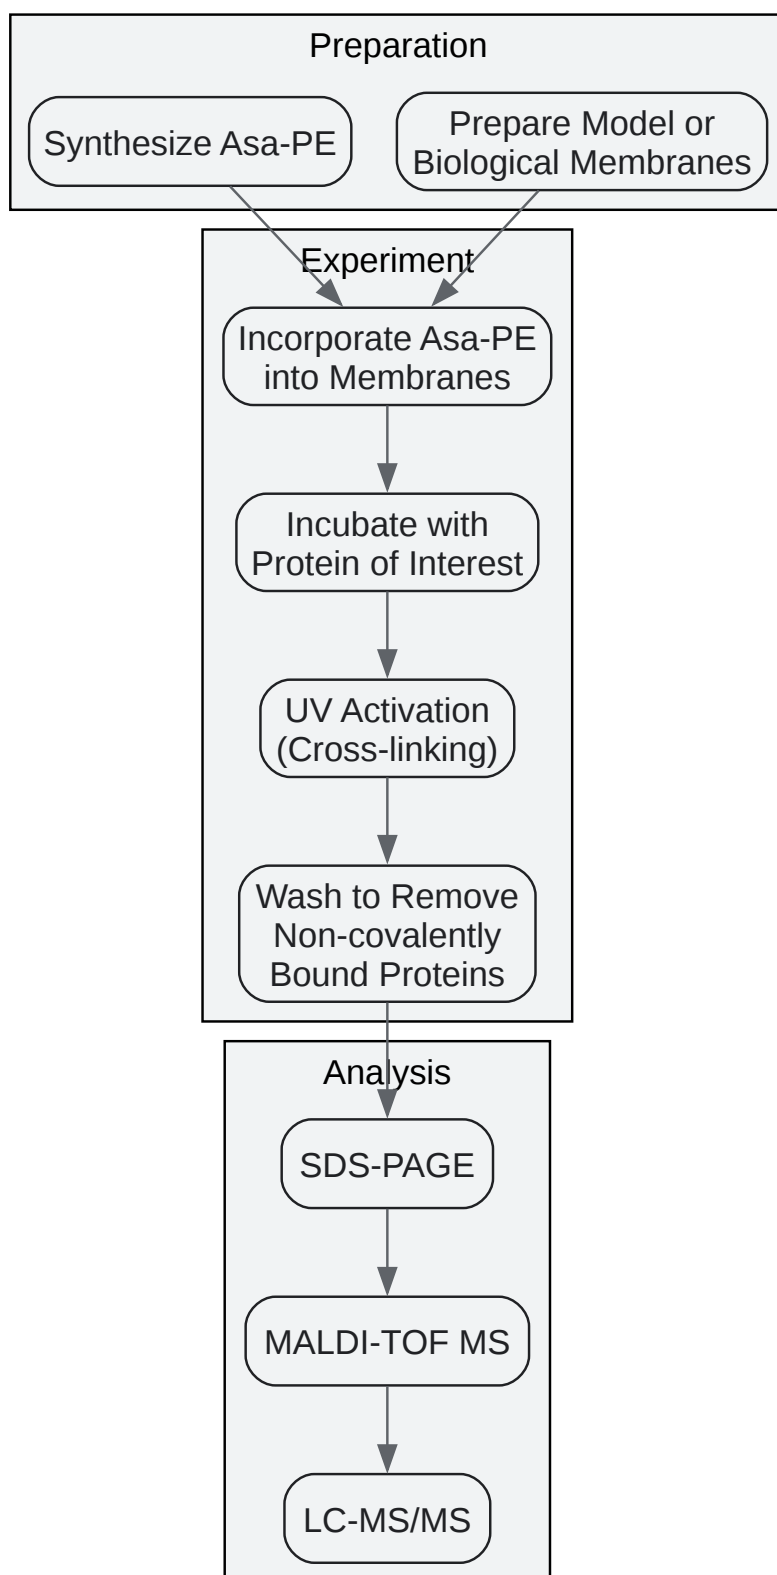 Preparation
Synthesize Asa-PE
Prepare Model or
Biological Membranes
Experiment
Incorporate Asa-PE
into Membranes
Incubate with
Protein of Interest
UV Activation
(Cross-linking)
Wash to Remove
Non-covalently
Bound Proteins
Analysis
SDS-PAGE
MALDI-TOF MS
LC-MS/MS